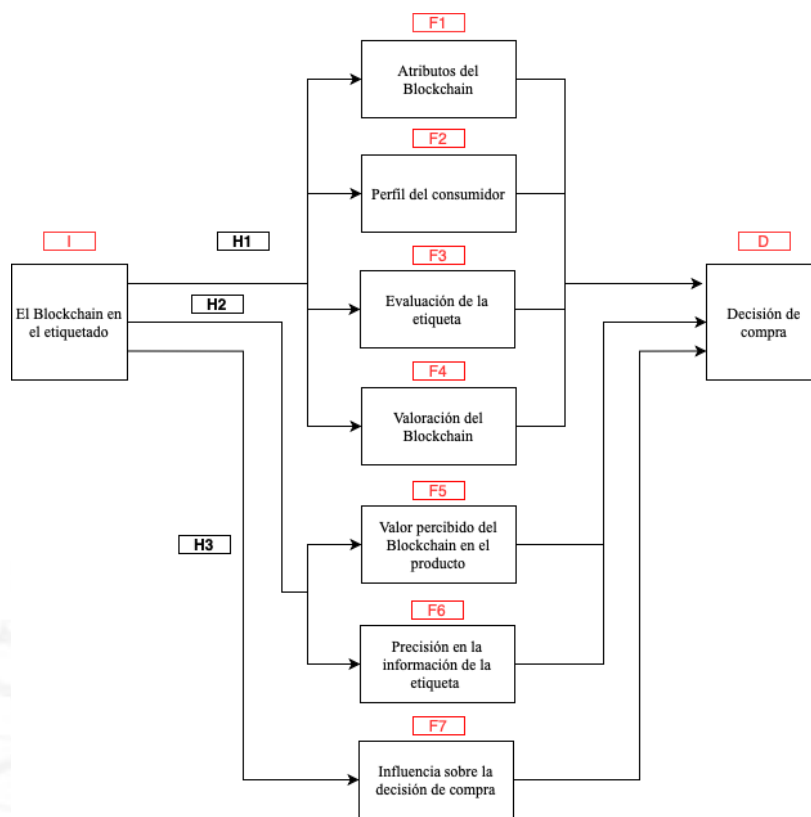 F1
Atributos del
Blockchain
F2
Perfil del consumidor
I
H1
F3
D
El Blockchain en
el etiquetado
H2
Evaluación de la
etiqueta
Decisión de
compra
F4
Valoración del
Blockchain
F5
H3
Valor percibido del
Blockchain en el
producto
F6
Precisión en la
información de la
etiqueta
F7
Influencia sobre la
decisión de compra